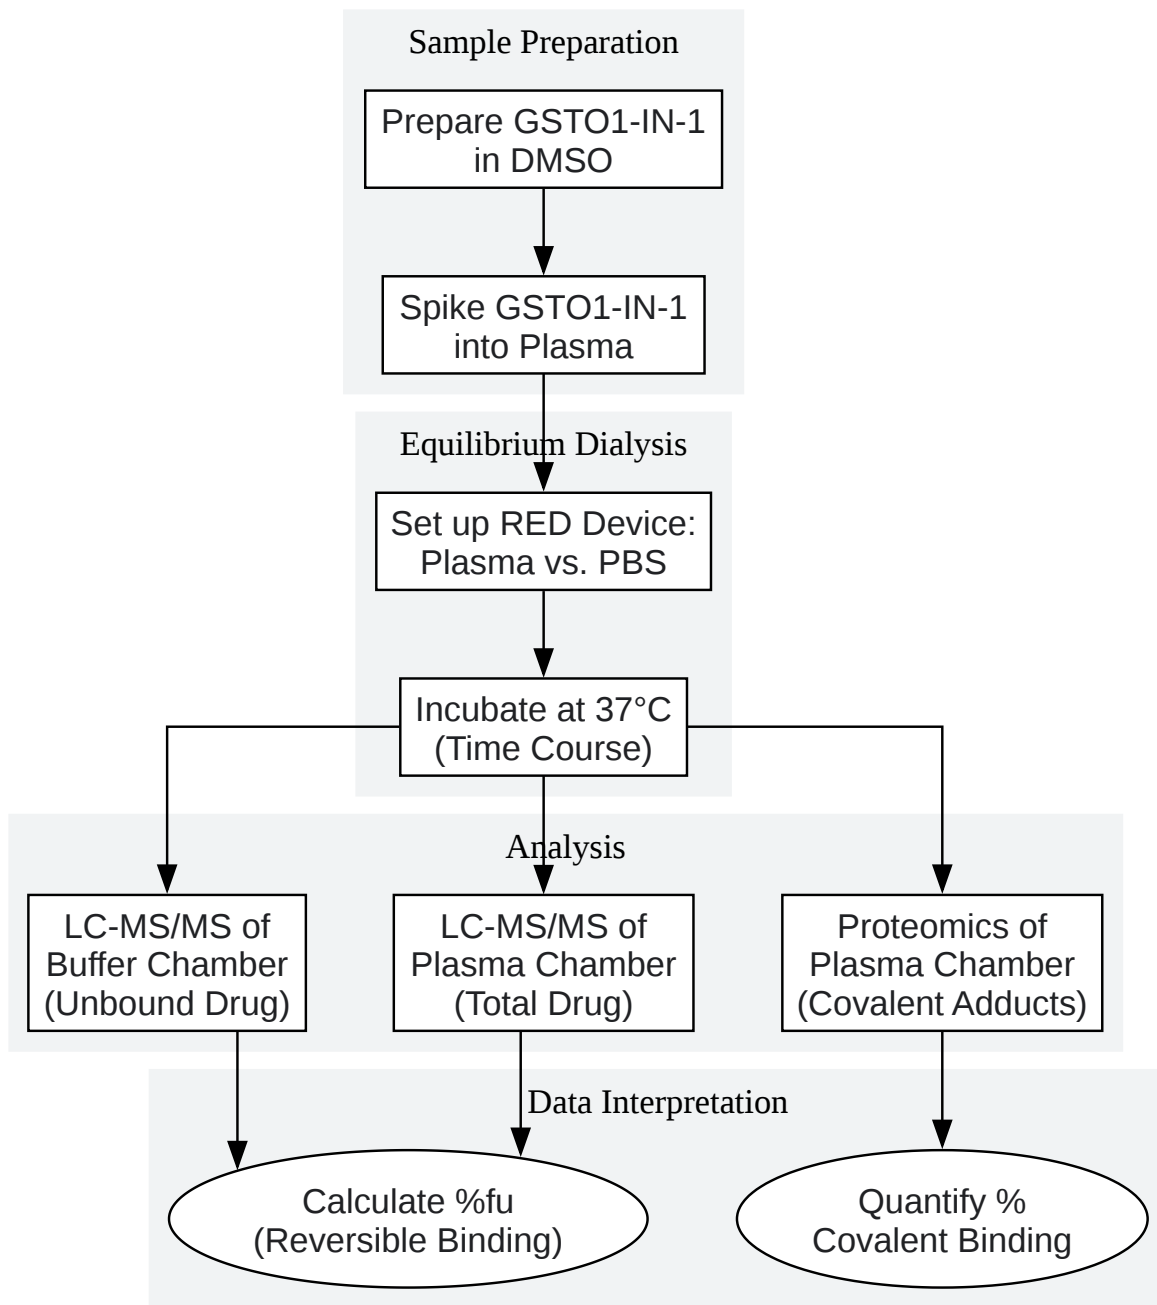 Sample Preparation
Prepare GSTO1-IN-1
in DMSO
Spike GSTO1-IN-1
into Plasma
Equilibrium Dialysis
Set up RED Device:
Plasma vs. PBS
Incubate at 37°C
(Time Course)
Analysis
LC-MS/MS of
Buffer Chamber
(Unbound Drug)
LC-MS/MS of
Plasma Chamber
(Total Drug)
Proteomics of
Plasma Chamber
(Covalent Adducts)
Data Interpretation
Calculate %fu
(Reversible Binding)
Quantify %
Covalent Binding